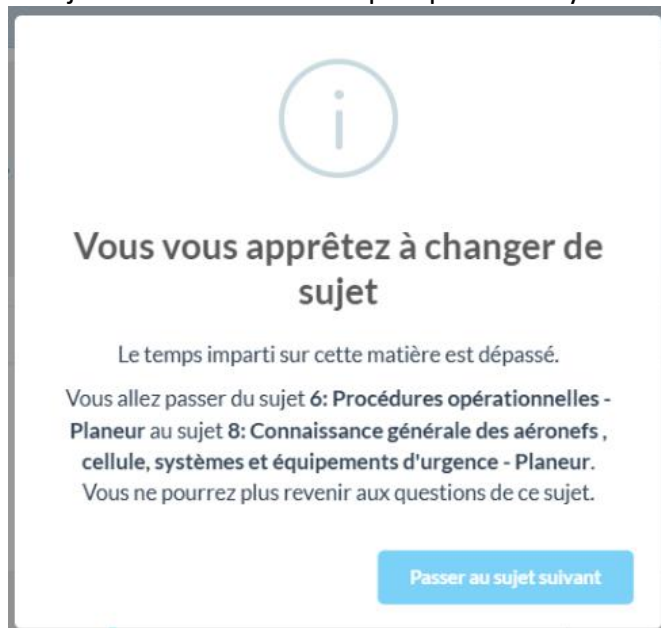 Vous vous apprêtez à changer de
sujet
Le temps imparti sur cette matière est dépassé.
Vous allez passer du sujet 6: Procédures opérationnelles -
Planeur au sujet 8: Connaissance générale des aéronefs ,
cellule, systèmes et équipements d'urgence - Planeur.
Vous ne pourrez plus revenir aux questions de ce sujet.
Passer au sujet suivant